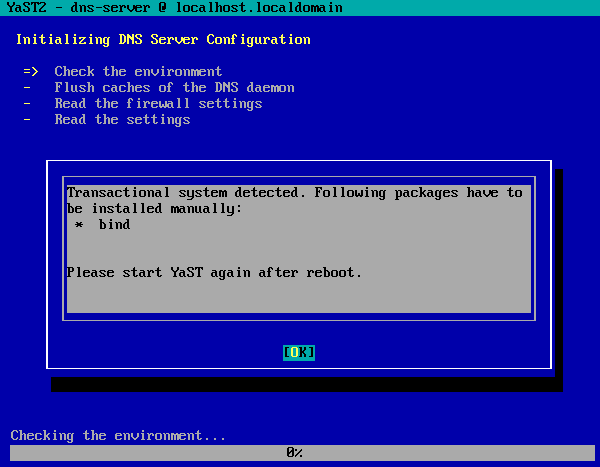 YaST2 - dns-server @ localhost.localdomain
Initializing DNS Server Configuration
=> Check the environment
- Flush caches of the DNS daemon
- Read the firewall settings
- Read the settings
Transactional system detected. Following packages have to
be installed manually:
* bind
Please start YaST again after reboot.
[OK]
Checking the environment...
0%